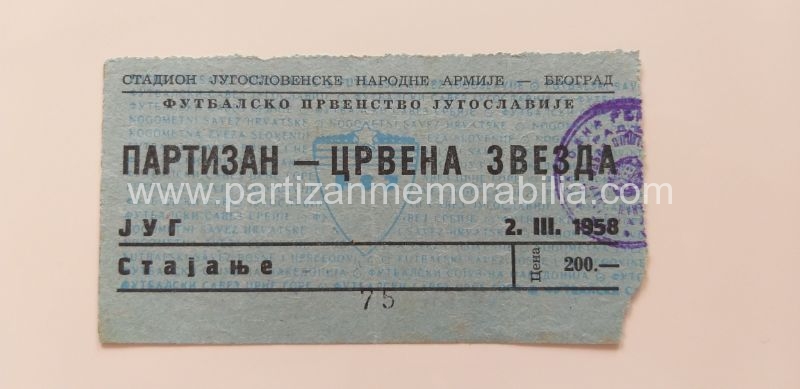 СТАДИОН ЈУГОСЛОВЕНСКЕ НАРОДНЕ АРМИЈЕ — БЕОГРАД
ФУТБАЛСКО ПРВЕНСТВО ЈУГОСЛАВИЈЕ
ПАРТИЗАН — ЦРВЕНА ЗВЕЗДА
www.partizanmemorabilia.com
ЈУГ 2. III. 1958
Стајање Цена 200.—
75